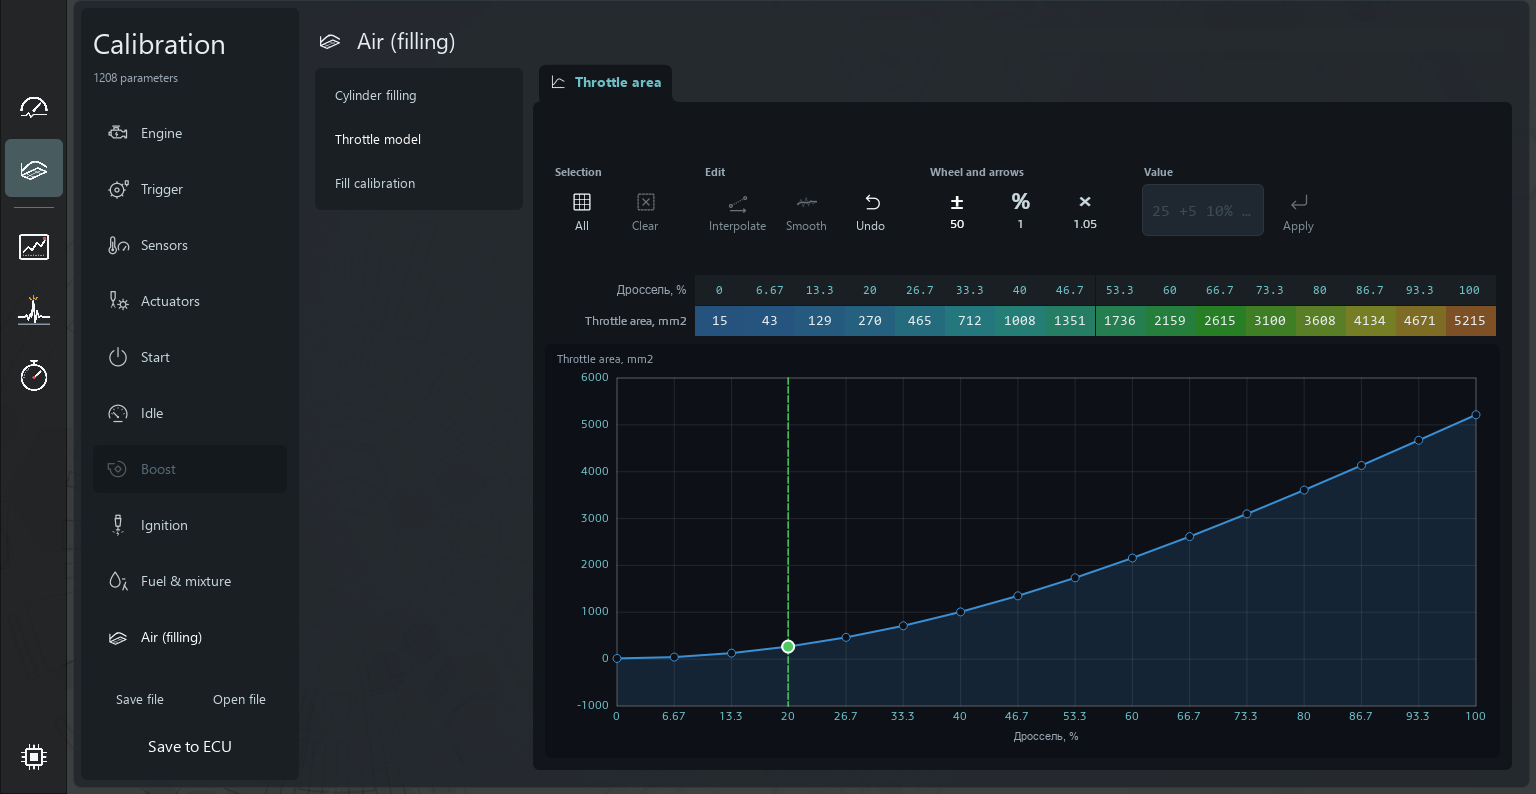 Calibration
1208 parameters
Engine
Trigger
Sensors
Actuators
Start
Idle
Boost
Ignition
Fuel & mixture
Air (filling)
Save file
Open file
Save to ECU
Air (filling)
Cylinder filling
Throttle model
Fill calibration
Throttle area
Selection
Edit
Wheel and arrows
Value
All
Clear
Interpolate
Smooth
Undo
± % ×
50 1 1.05
25 +5 10% …
Apply
Дроссель, % 0 6.67 13.3 20 26.7 33.3 40 46.7 53.3 60 66.7 73.3 80 86.7 93.3 100
Throttle area, mm2 15 43 129 270 465 712 1008 1351 1736 2159 2615 3100 3608 4134 4671 5215
Throttle area, mm2
6000
5000
4000
3000
2000
1000
0
-1000
0 6.67 13.3 20 26.7 33.3 40 46.7 53.3 60 66.7 73.3 80 86.7 93.3 100
Дроссель, %